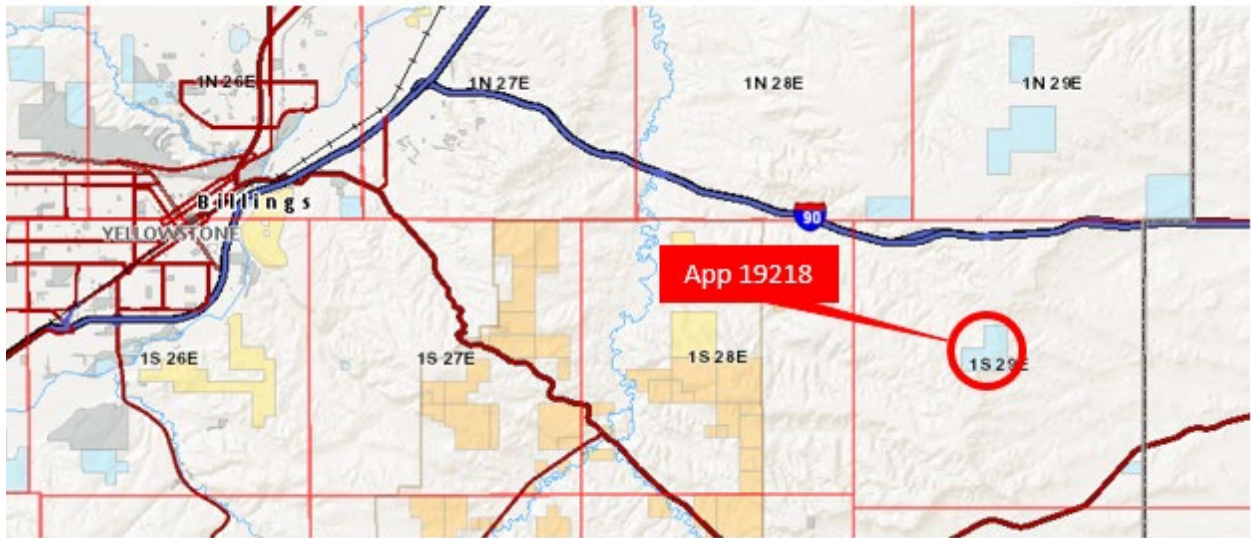 1N 26E
1N 27E
1N 28E
1N 29E
Billings
90
YELLOWSTONE
App 19218
1S 26E
1S 27E
1S 28E
1S 29E